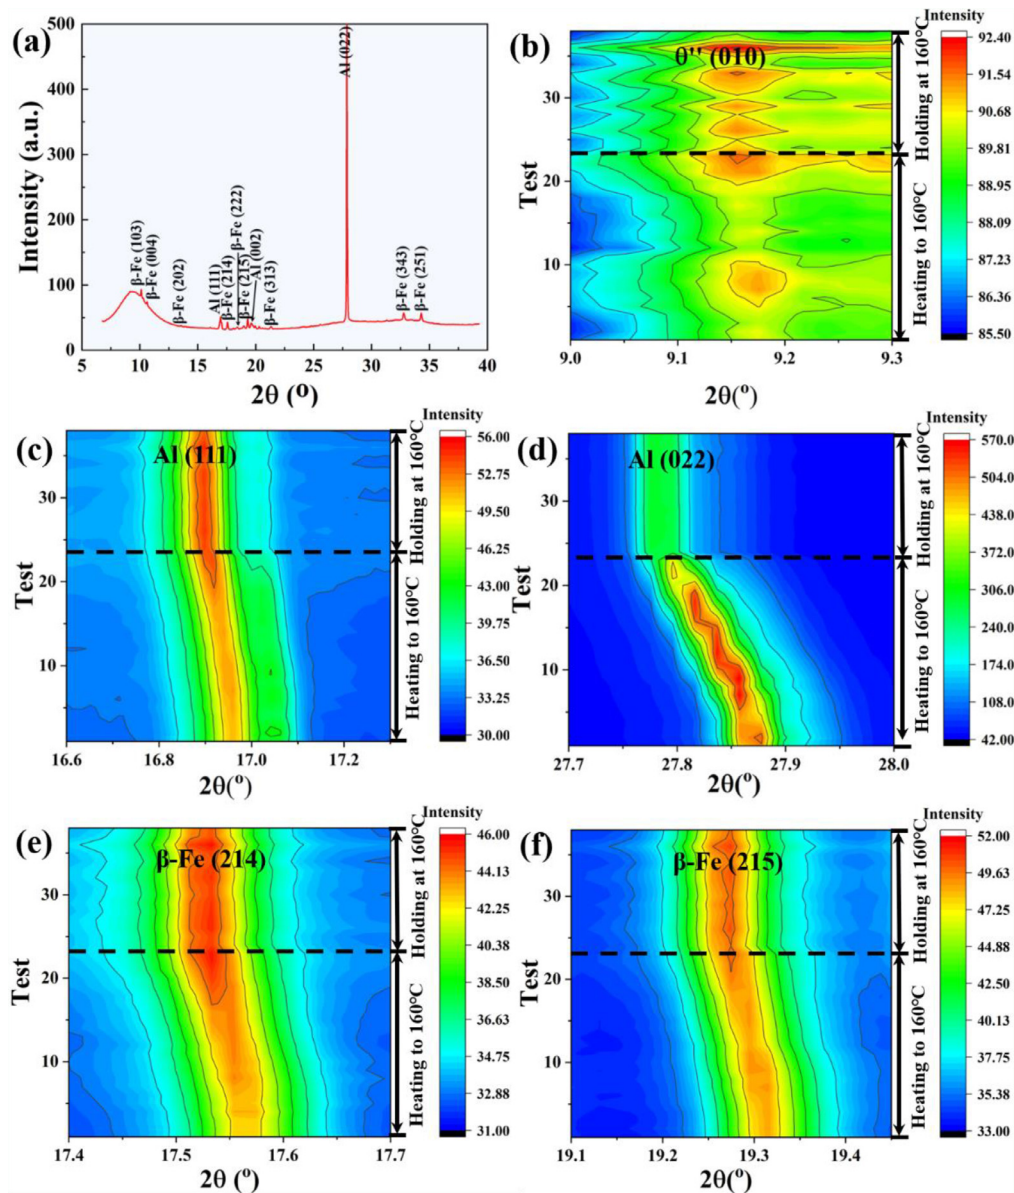 (a)
500
400
300
200
100
0
Intensity (a.u.)
β-Fe (103)
β-Fe (004)
β-Fe (202)
Al (111)
β-Fe (214)
β-Fe (222)
β-Fe (215)
Al (002)
β-Fe (313)
Al (022)
β-Fe (343)
β-Fe (251)
5 10 15 20 25 30 35 40
2θ (°)
(b)
θ'' (010)
Test
30
20
10
9.0 9.1 9.2 9.3
2θ(°)
Holding at 160°C
Heating to 160°C
Intensity
92.40
91.54
90.68
89.81
88.95
88.09
87.23
86.36
85.50
(c)
Al (111)
Test
30
20
10
16.6 16.8 17.0 17.2
2θ(°)
Holding at 160°C
Heating to 160°C
Intensity
56.00
52.75
49.50
46.25
43.00
39.75
36.50
33.25
30.00
(d)
Al (022)
Test
30
20
10
27.7 27.8 27.9 28.0
2θ(°)
Holding at 160°C
Heating to 160°C
Intensity
570.0
504.0
438.0
372.0
306.0
240.0
174.0
108.0
42.00
(e)
β-Fe (214)
Test
30
20
10
17.4 17.5 17.6 17.7
2θ (°)
Holding at 160°C
Heating to 160°C
Intensity
46.00
44.13
42.25
40.38
38.50
36.63
34.75
32.88
31.00
(f)
β-Fe (215)
Test
30
20
10
19.1 19.2 19.3 19.4
2θ (°)
Holding at 160°C
Heating to 160°C
Intensity
52.00
49.63
47.25
44.88
42.50
40.13
37.75
35.38
33.00